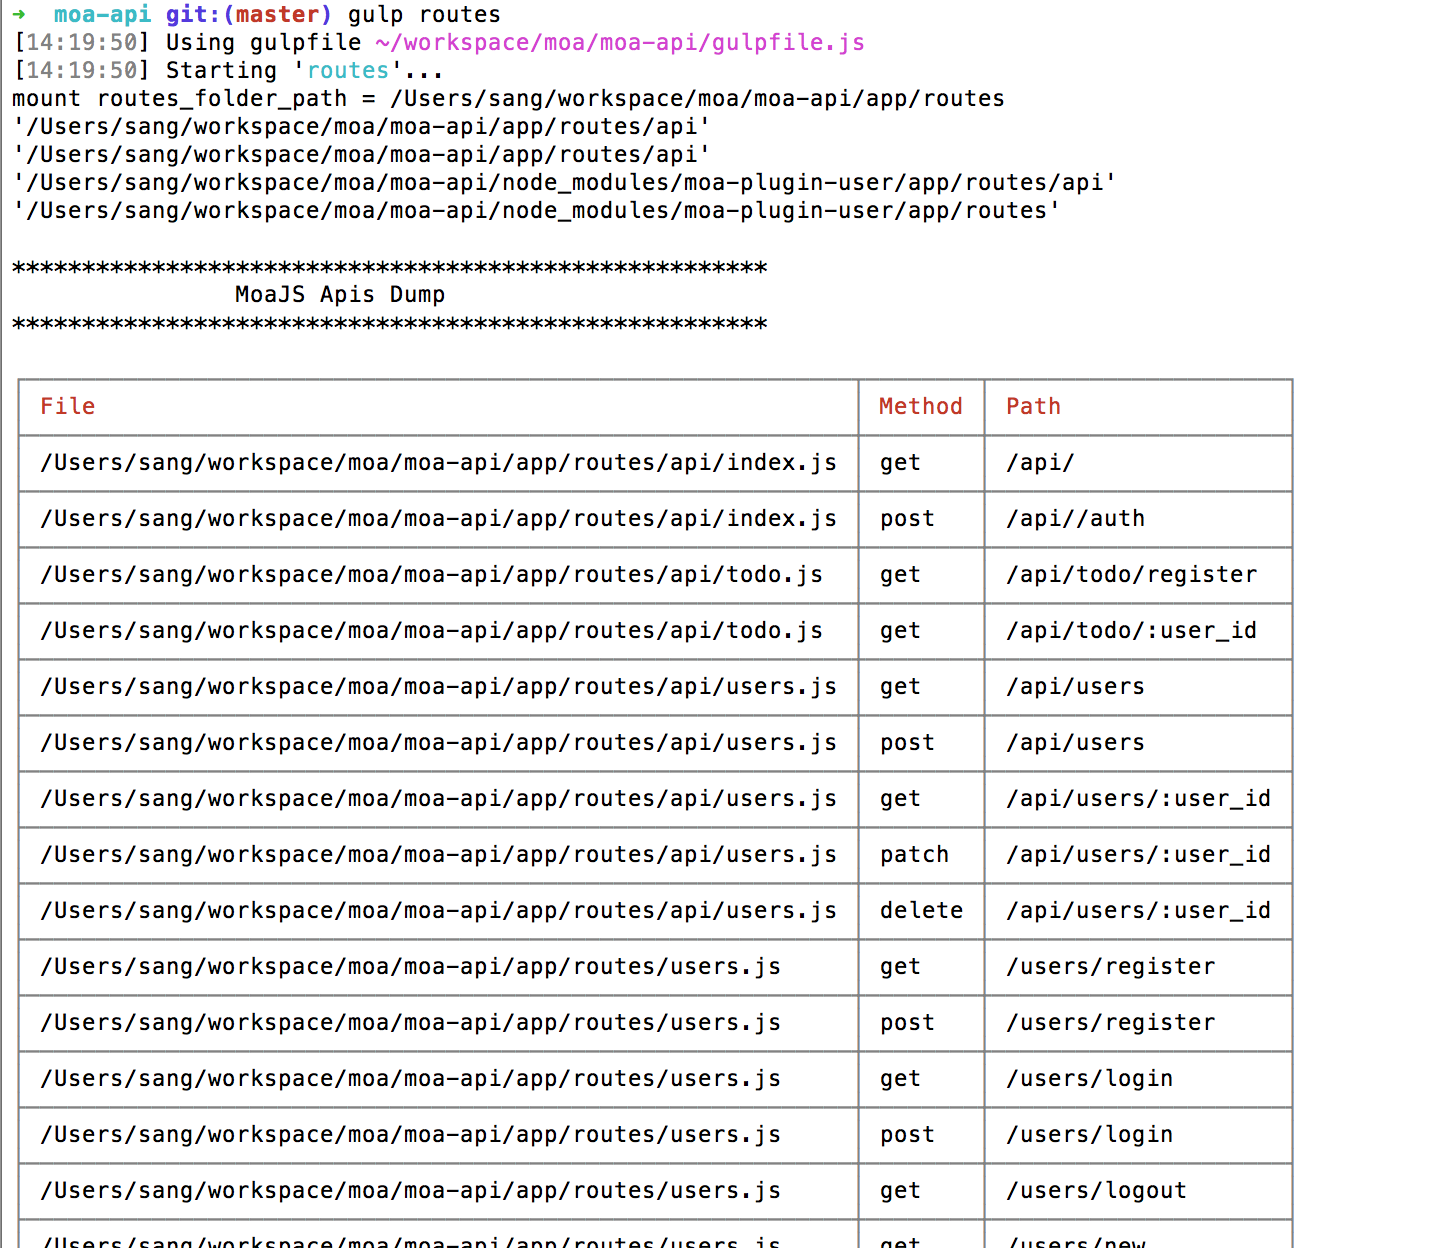 ➜  moa-api git:(master) gulp routes
[14:19:50] Using gulpfile ~/workspace/moa/moa-api/gulpfile.js
[14:19:50] Starting 'routes'...
mount routes_folder_path = /Users/sang/workspace/moa/moa-api/app/routes
'/Users/sang/workspace/moa/moa-api/app/routes/api'
'/Users/sang/workspace/moa/moa-api/app/routes/api'
'/Users/sang/workspace/moa/moa-api/node_modules/moa-plugin-user/app/routes/api'
'/Users/sang/workspace/moa/moa-api/node_modules/moa-plugin-user/app/routes'
******************************************************
MoaJS Apis Dump
******************************************************
File Method Path
/Users/sang/workspace/moa/moa-api/app/routes/api/index.js get /api/
/Users/sang/workspace/moa/moa-api/app/routes/api/index.js post /api//auth
/Users/sang/workspace/moa/moa-api/app/routes/api/todo.js get /api/todo/register
/Users/sang/workspace/moa/moa-api/app/routes/api/todo.js get /api/todo/:user_id
/Users/sang/workspace/moa/moa-api/app/routes/api/users.js get /api/users
/Users/sang/workspace/moa/moa-api/app/routes/api/users.js post /api/users
/Users/sang/workspace/moa/moa-api/app/routes/api/users.js get /api/users/:user_id
/Users/sang/workspace/moa/moa-api/app/routes/api/users.js patch /api/users/:user_id
/Users/sang/workspace/moa/moa-api/app/routes/api/users.js delete /api/users/:user_id
/Users/sang/workspace/moa/moa-api/app/routes/users.js get /users/register
/Users/sang/workspace/moa/moa-api/app/routes/users.js post /users/register
/Users/sang/workspace/moa/moa-api/app/routes/users.js get /users/login
/Users/sang/workspace/moa/moa-api/app/routes/users.js post /users/login
/Users/sang/workspace/moa/moa-api/app/routes/users.js get /users/logout
/Users/sang/workspace/moa/moa-api/app/routes/users.js get /users/new